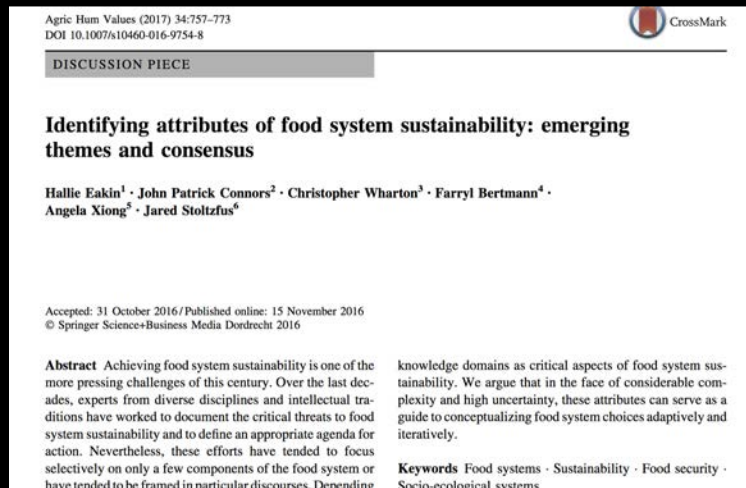 Agric Hum Values (2017) 34:757–773
DOI 10.1007/s10460-016-9754-8
CrossMark
DISCUSSION PIECE
Identifying attributes of food system sustainability: emerging
themes and consensus
Hallie Eakin1 · John Patrick Connors2 · Christopher Wharton3 · Farryl Bertmann4 ·
Angela Xiong5 · Jared Stoltzfus6
Accepted: 31 October 2016 / Published online: 15 November 2016
© Springer Science+Business Media Dordrecht 2016
Abstract Achieving food system sustainability is one of the
more pressing challenges of this century. Over the last dec-
ades, experts from diverse disciplines and intellectual tra-
ditions have worked to document the critical threats to food
system sustainability and to define an appropriate agenda for
action. Nevertheless, these efforts have tended to focus
selectively on only a few components of the food system or
have tended to be framed in particular discourses. Depending
knowledge domains as critical aspects of food system sus-
tainability. We argue that in the face of considerable com-
plexity and high uncertainty, these attributes can serve as a
guide to conceptualizing food system choices adaptively and
iteratively.
Keywords Food systems · Sustainability · Food security ·
Socio-ecological systems